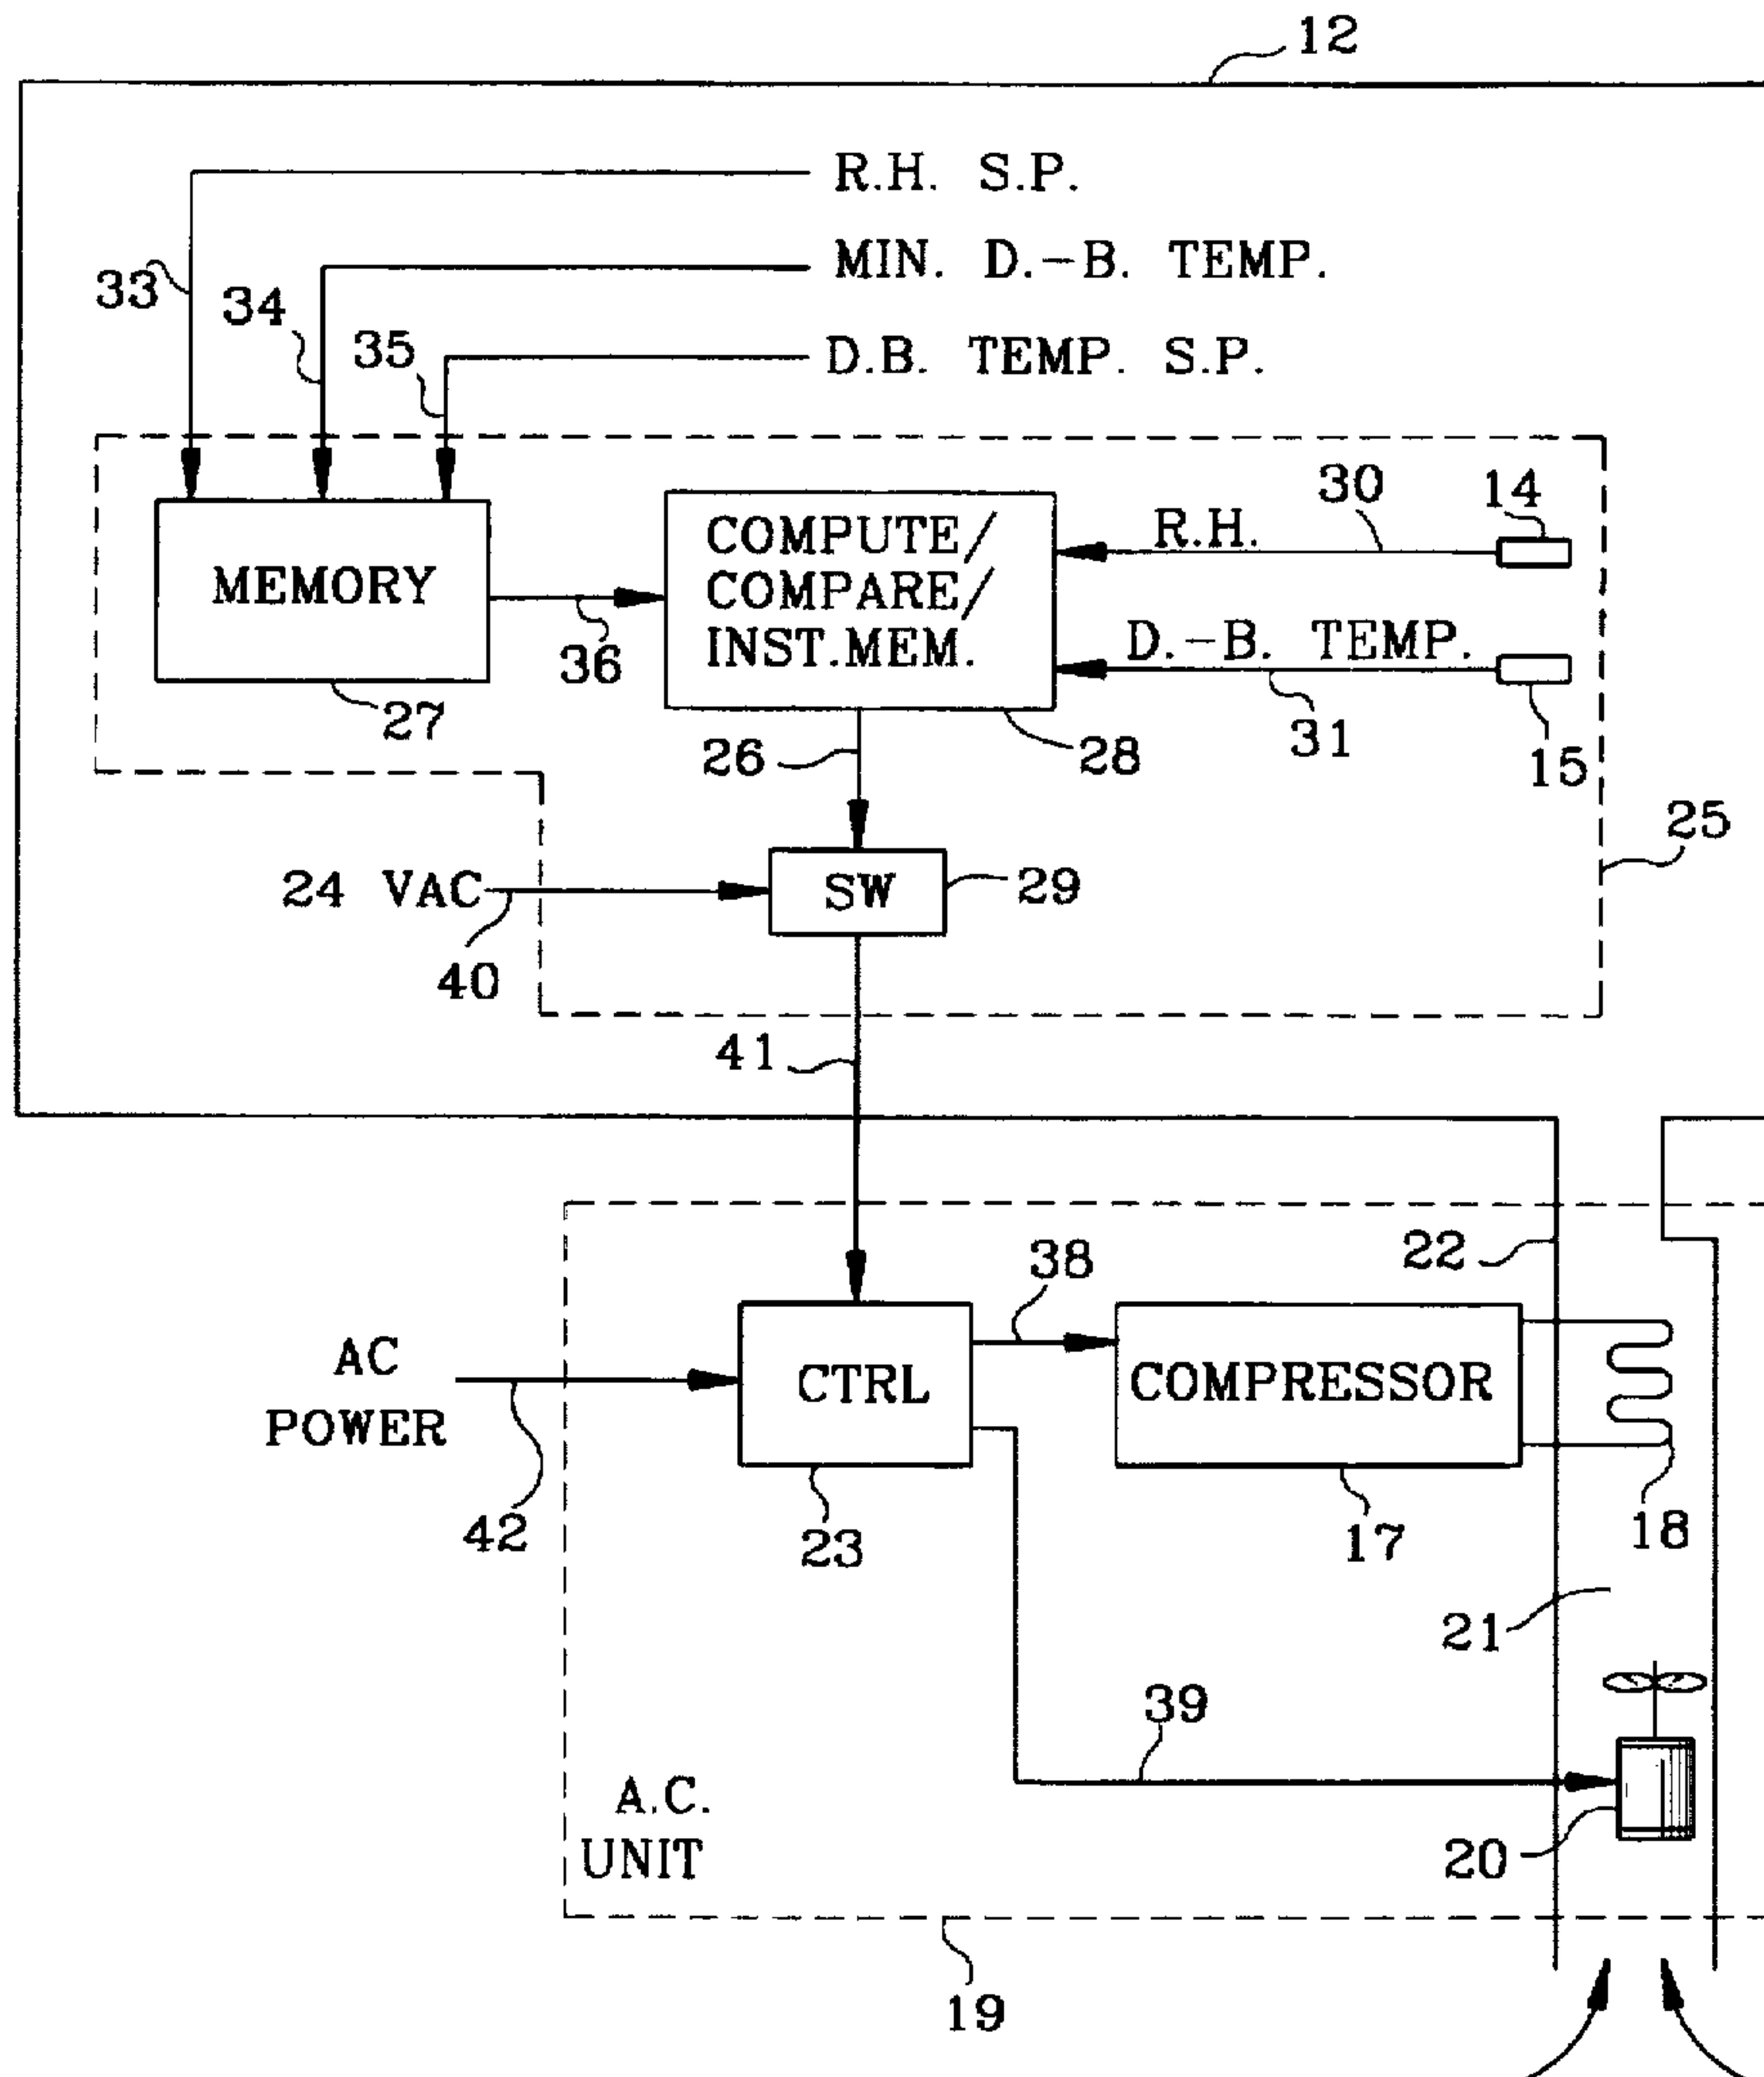 12
R.H. S.P.
MIN. D.-B. TEMP.
33
34
35
D.B. TEMP. S.P.
30
14
COMPUTE/
R.H.
MEMORY
COMPARE/
INST.MEM.
D.-B. TEMP.
36
27
26
28
31
15
25
24 VAC
SW
29
40
41
22
38
AC
POWER
CTRL
COMPRESSOR
42
23
17
18
21
39
A.C.
UNIT
20
19